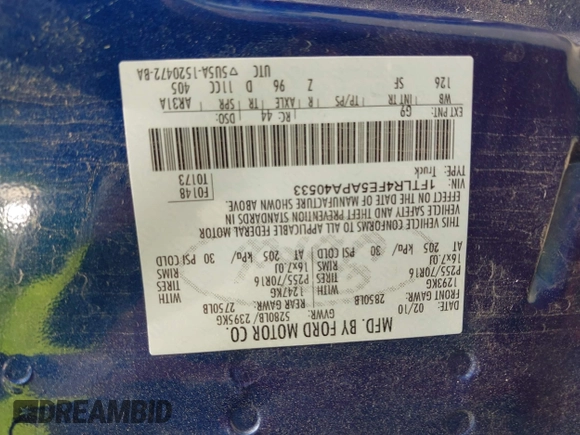 MFD. BY FORD MOTOR CO.
DATE: 02/10 GVWR: 5280LB/ 2395KG
FRONT GAWR: 2850LB REAR GAWR: 2750LB
1293KG 1247KG WITH
P255/70R16 WITH P255/70R16 TIRES
16X7.0J TIRES 16X7.0J RIMS
AT 205 kPa/ 30 PSI COLD RIMS AT 205 kPa/ 30 PSI COLD
THIS VEHICLE CONFORMS TO ALL APPLICABLE FEDERAL MOTOR
VEHICLE SAFETY AND THEFT PREVENTION STANDARDS IN
EFFECT ON THE DATE OF MANUFACTURE SHOWN ABOVE.
VIN: 1FTLR4FE5APA40533 F0148
TYPE: Truck T0173
EXT PNT: G9 RC: 44 DSO:
WB INT TR TP/PS R AXLE TR SPR AR31A
126 SF Z 96 D 11CC 405
UTC ▽5U5A-1520472-BA
DREAMBID